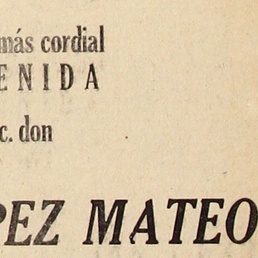 más cordial
ENIDA
c. don
PEZ MATEO